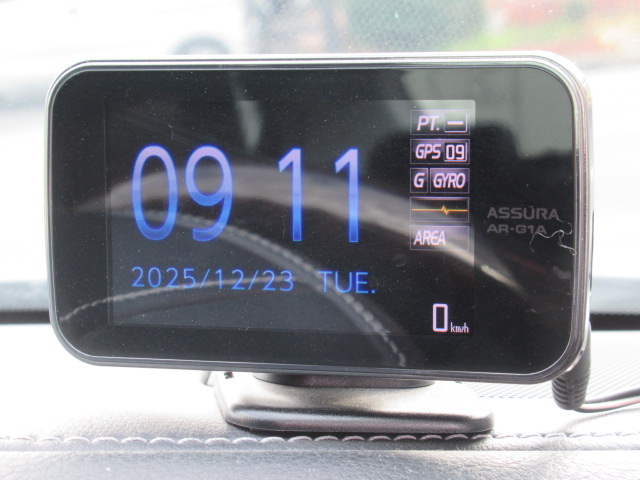 09 11
2025/12/23 TUE.
PT. —
GPS 09
G GYRO
AREA
0 km/h
ASSURA
AR-G1A